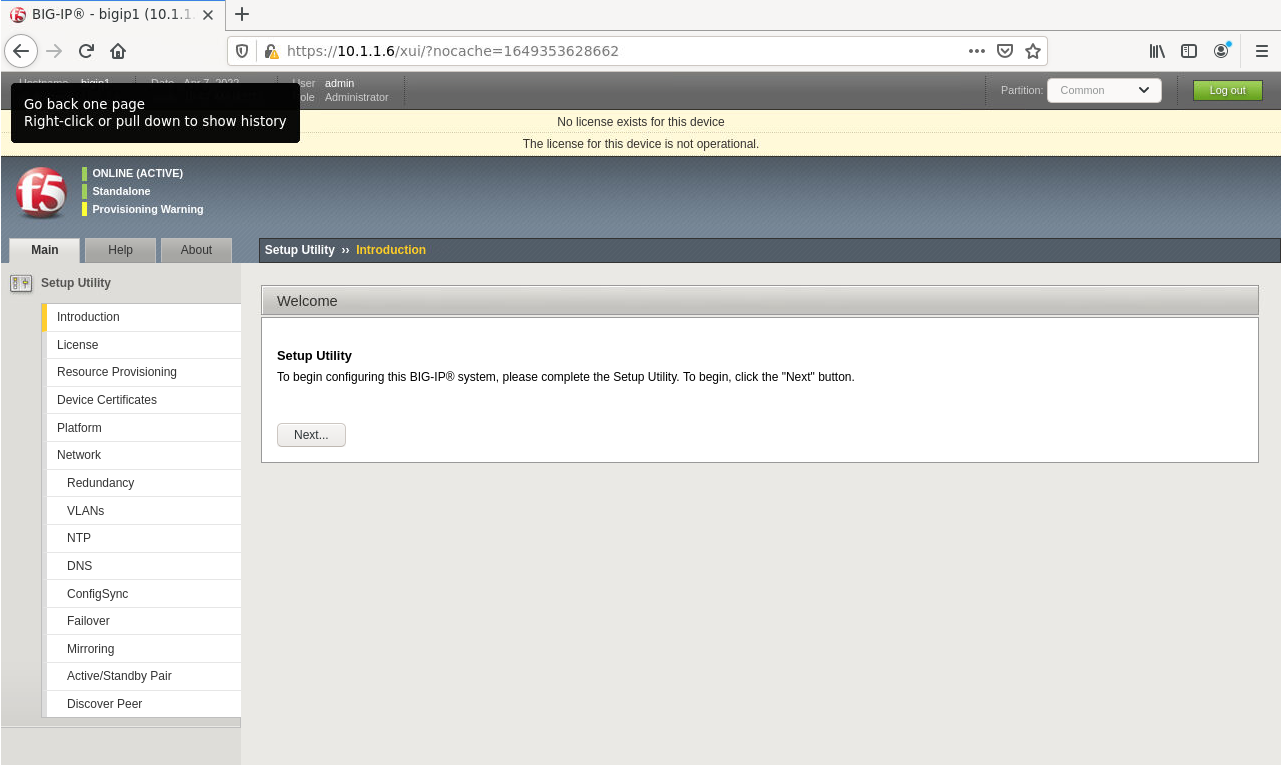 BIG-IP® - bigip1 (10.1.1.
https://10.1.1.6/xui/?nocache=1649353628662
Hostname bigip1 Date Apr 7, 2022 User admin
Administrator
Partition: Common
Log out
Go back one page
Right-click or pull down to show history
No license exists for this device
The license for this device is not operational.
f5
ONLINE (ACTIVE)
Standalone
Provisioning Warning
Main Help About
Setup Utility ›› Introduction
Setup Utility
Introduction
License
Resource Provisioning
Device Certificates
Platform
Network
Redundancy
VLANs
NTP
DNS
ConfigSync
Failover
Mirroring
Active/Standby Pair
Discover Peer
Welcome
Setup Utility
To begin configuring this BIG-IP® system, please complete the Setup Utility. To begin, click the "Next" button.
Next...